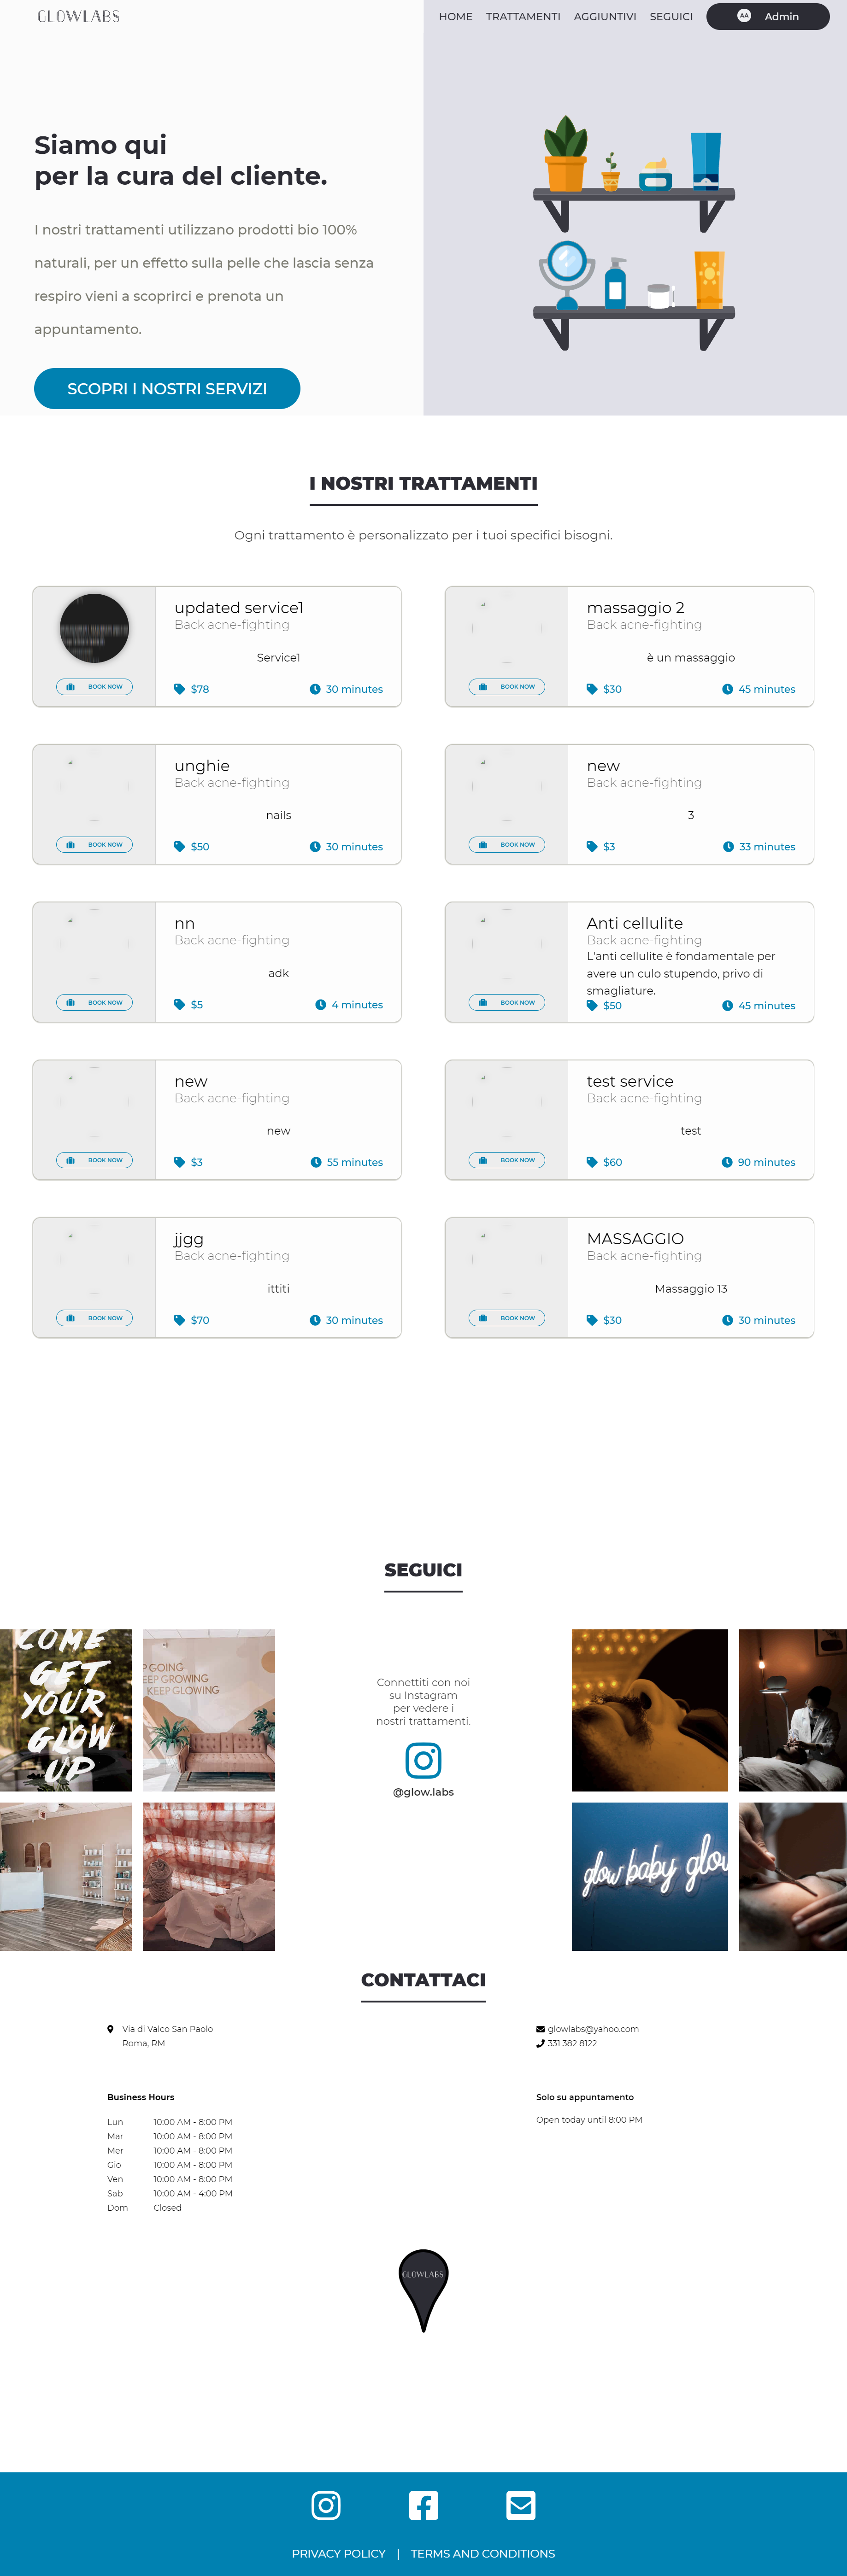 GLOWLABS
HOME TRATTAMENTI AGGIUNTIVI SEGUICI AA Admin
Siamo qui
per la cura del cliente.
I nostri trattamenti utilizzano prodotti bio 100%
naturali, per un effetto sulla pelle che lascia senza
respiro vieni a scoprirci e prenota un
appuntamento.
SCOPRI I NOSTRI SERVIZI
I NOSTRI TRATTAMENTI
Ogni trattamento è personalizzato per i tuoi specifici bisogni.
updated service1
Back acne-fighting
Service1
BOOK NOW
$78 30 minutes
massaggio 2
Back acne-fighting
è un massaggio
BOOK NOW
$30 45 minutes
unghie
Back acne-fighting
nails
BOOK NOW
$50 30 minutes
new
Back acne-fighting
3
BOOK NOW
$3 33 minutes
nn
Back acne-fighting
adk
BOOK NOW
$5 4 minutes
Anti cellulite
Back acne-fighting
L'anti cellulite è fondamentale per
avere un culo stupendo, privo di
smagliature.
BOOK NOW
$50 45 minutes
new
Back acne-fighting
new
BOOK NOW
$3 55 minutes
test service
Back acne-fighting
test
BOOK NOW
$60 90 minutes
jjgg
Back acne-fighting
ittiti
BOOK NOW
$70 30 minutes
MASSAGGIO
Back acne-fighting
Massaggio 13
BOOK NOW
$30 30 minutes
SEGUICI
COME
GET
YOUR
GLOW
UP
P GOING
EEP GROWING
KEEP GLOWING
Connettiti con noi
su Instagram
per vedere i
nostri trattamenti.
@glow.labs
glow baby glow
CONTATTACI
Via di Valco San Paolo
Roma, RM
glowlabs@yahoo.com
331 382 8122
Business Hours
Lun 10:00 AM - 8:00 PM
Mar 10:00 AM - 8:00 PM
Mer 10:00 AM - 8:00 PM
Gio 10:00 AM - 8:00 PM
Ven 10:00 AM - 8:00 PM
Sab 10:00 AM - 4:00 PM
Dom Closed
Solo su appuntamento
Open today until 8:00 PM
GLOWLABS
PRIVACY POLICY | TERMS AND CONDITIONS